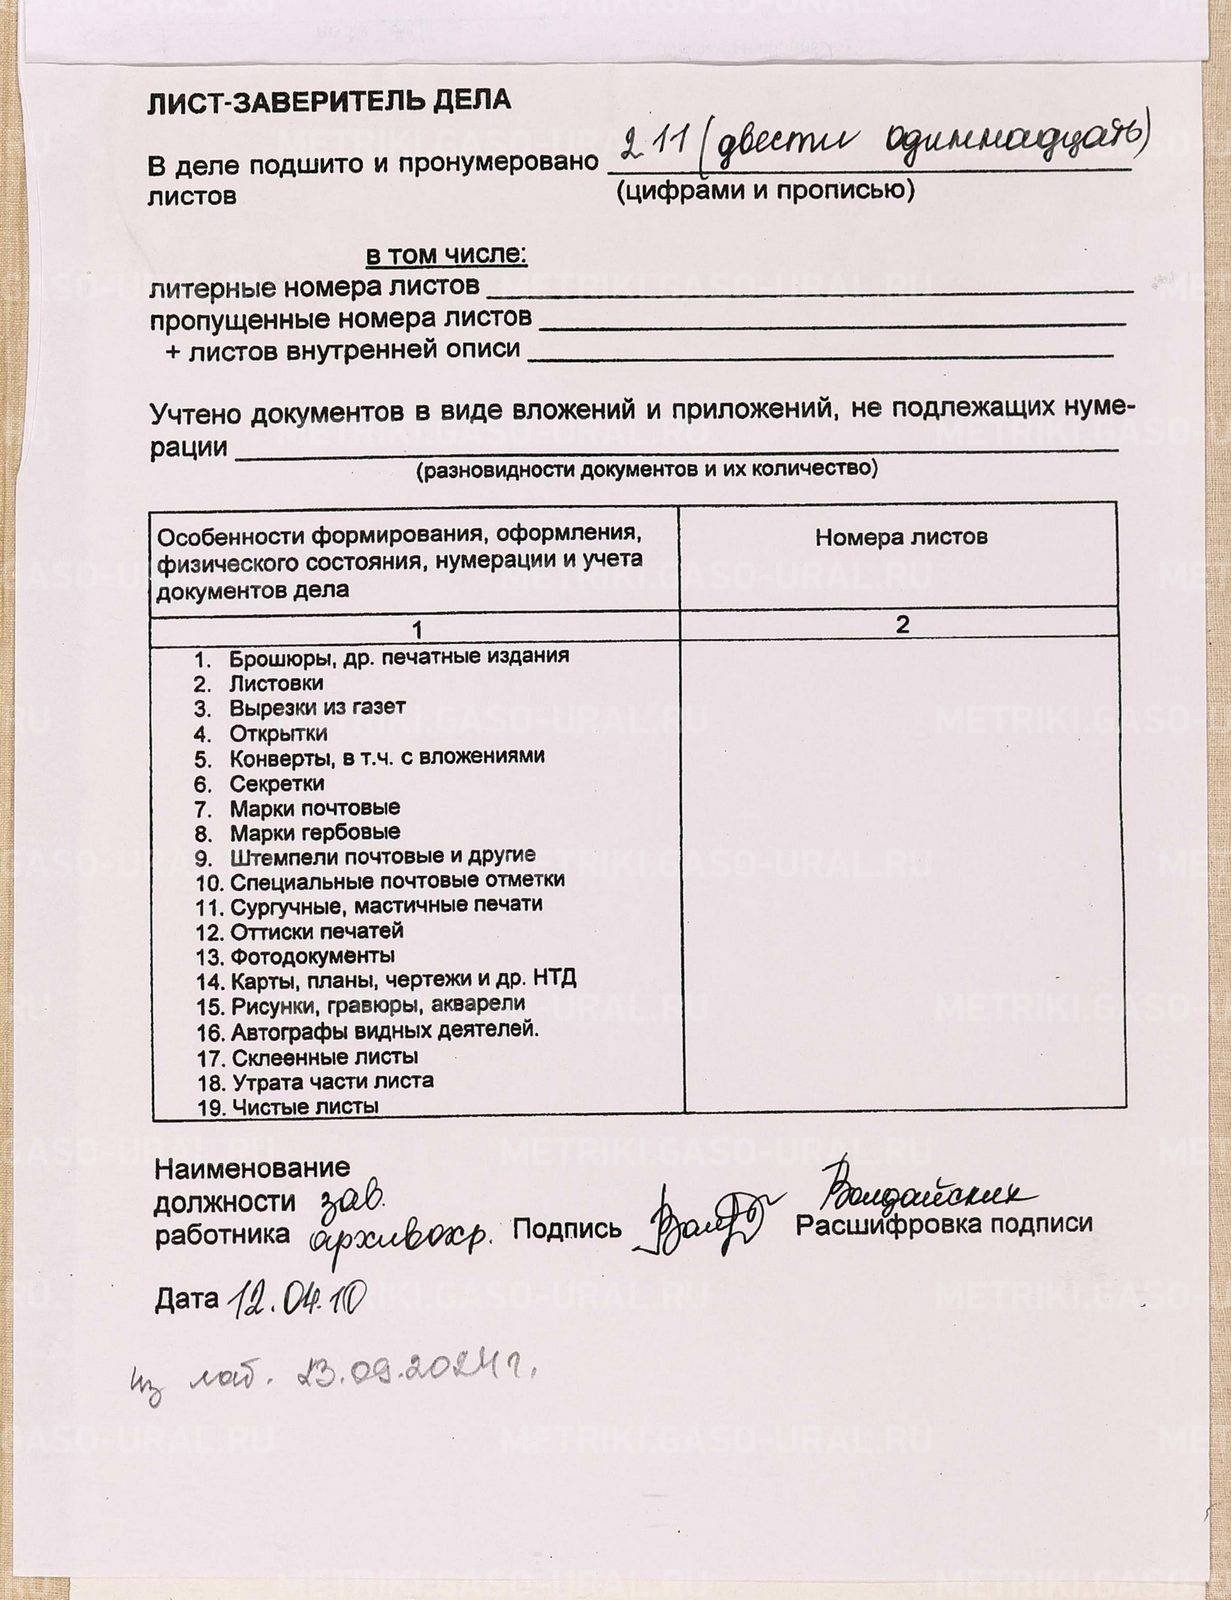 ЛИСТ-ЗАВЕРИТЕЛЬ ДЕЛА
В деле подшито и пронумеровано 211 (двести одиннадцать)
листов (цифрами и прописью)
в том числе:
литерные номера листов
пропущенные номера листов
+ листов внутренней описи
Учтено документов в виде вложений и приложений, не подлежащих нуме-
рации
(разновидности документов и их количество)
Особенности формирования, оформления,
физического состояния, нумерации и учета
документов дела
Номера листов
1 2
1. Брошюры, др. печатные издания
2. Листовки
3. Вырезки из газет
4. Открытки
5. Конверты, в т.ч. с вложениями
6. Секретки
7. Марки почтовые
8. Марки гербовые
9. Штемпели почтовые и другие
10. Специальные почтовые отметки
11. Сургучные, мастичные печати
12. Оттиски печатей
13. Фотодокументы
14. Карты, планы, чертежи и др. НТД
15. Рисунки, гравюры, акварели
16. Автографы видных деятелей.
17. Склеенные листы
18. Утрата части листа
19. Чистые листы
Наименование
должности зав.
работника архивохр. Подпись Валдайских
Расшифровка подписи
Дата 12.04.10
из лаб. 23.09.2024 г.
METRIKI.GASO-URAL.RU